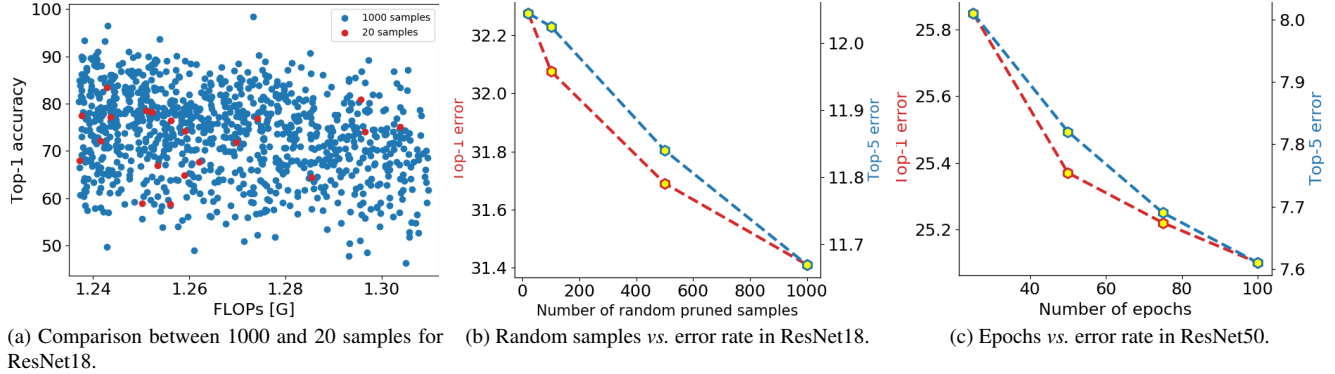 100
90
80
70
60
50
Top-1 accuracy
1000 samples
20 samples
1.24 1.26 1.28 1.30
FLOPs [G]
(a) Comparison between 1000 and 20 samples for
ResNet18.
32.2
32.0
31.8
31.6
31.4
Top-1 error
12.0
11.9
11.8
11.7
Top-5 error
0 200 400 600 800 1000
Number of random pruned samples
(b) Random samples vs. error rate in ResNet18.
25.8
25.6
25.4
25.2
Top-1 error
8.0
7.9
7.8
7.7
7.6
Top-5 error
40 60 80 100
Number of epochs
(c) Epochs vs. error rate in ResNet50.